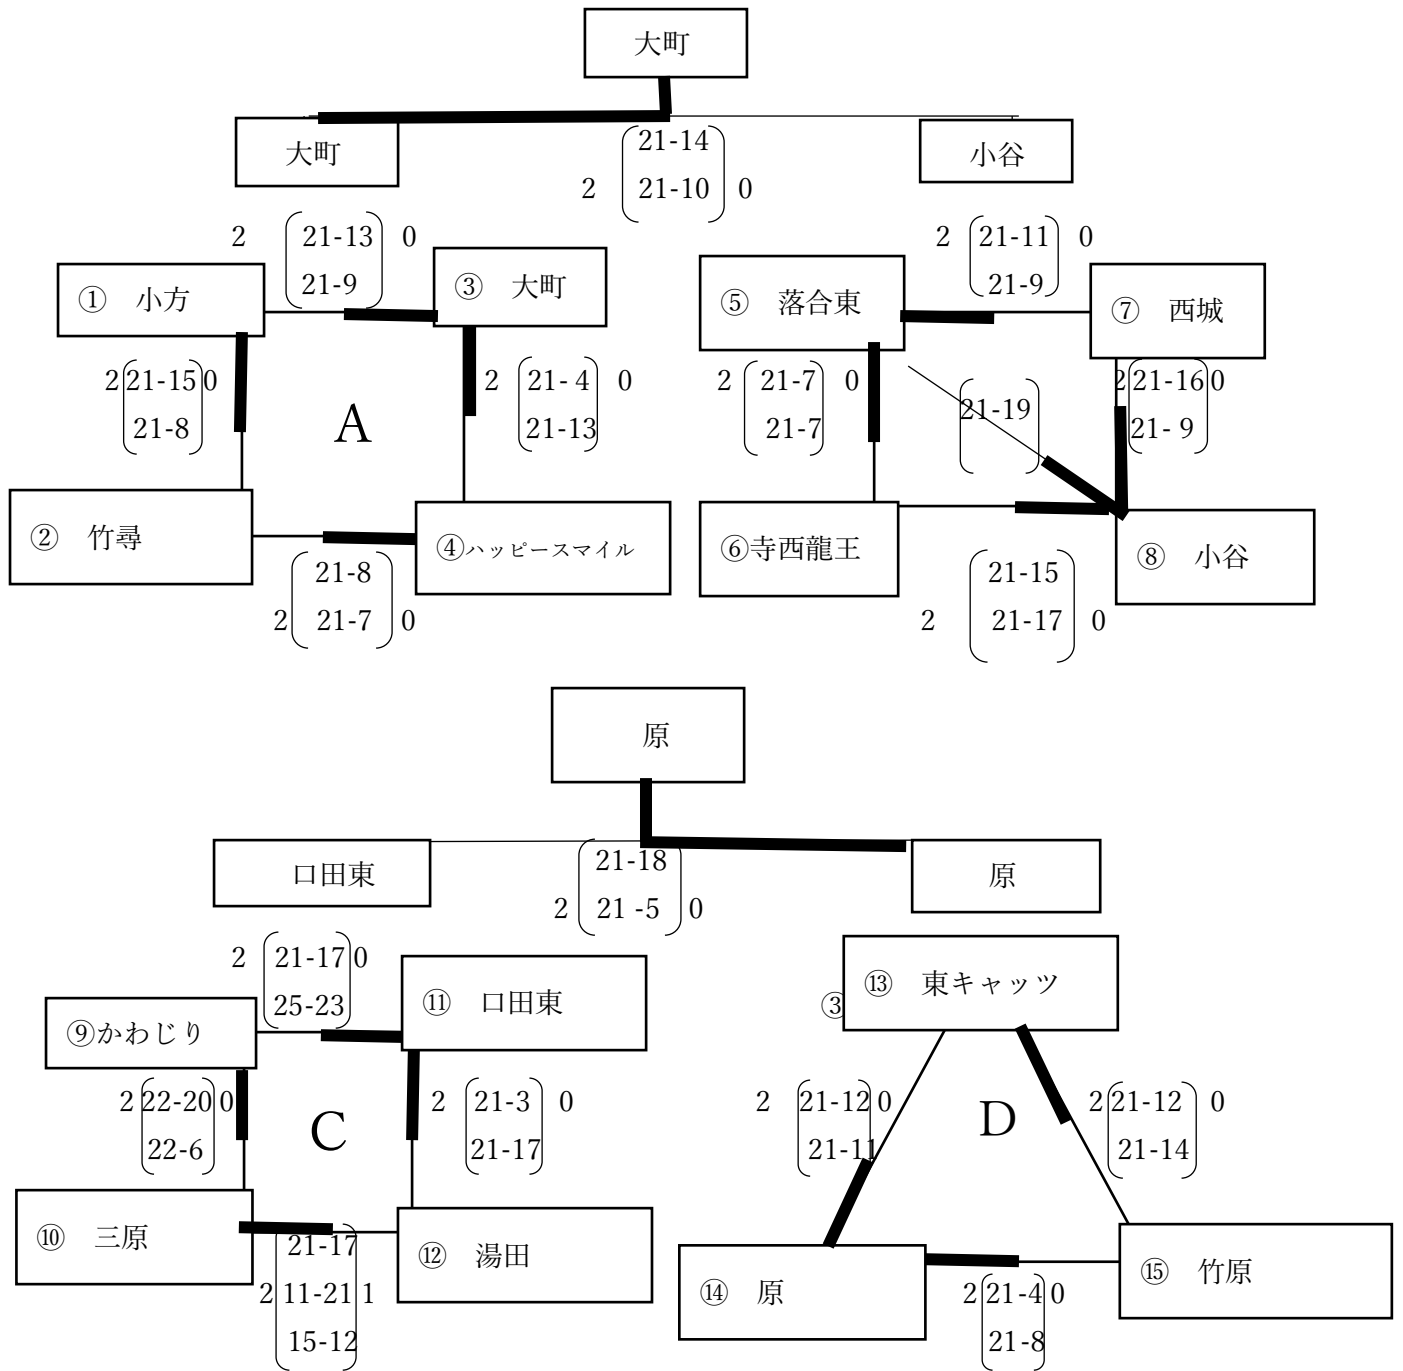 大町
大町
小谷
21-14
2 21-10 0
2 21-13 0
21-9
2 21-11 0
21-9
① 小方
③ 大町
⑤ 落合東
⑦ 西城
2 21-15 0
21-8
2 21- 4 0
21-13
2 21-7 0
21-7
21-19
2 21-16 0
21- 9
A
② 竹尋
④ハッピースマイル
⑥寺西龍王
⑧ 小谷
21-8
2 21-7 0
21-15
2 21-17 0
原
口田東
原
21-18
2 21 -5 0
2 21-17 0
25-23
⑨かわじり
⑪ 口田東
③
⑬ 東キャッツ
2 22-20 0
22-6
2 21-3 0
21-17
2 21-12 0
21-11
2 21-12 0
21-14
C
D
⑩ 三原
⑫ 湯田
⑭ 原
⑮ 竹原
21-17
2 11-21 1
15-12
2 21-4 0
21-8